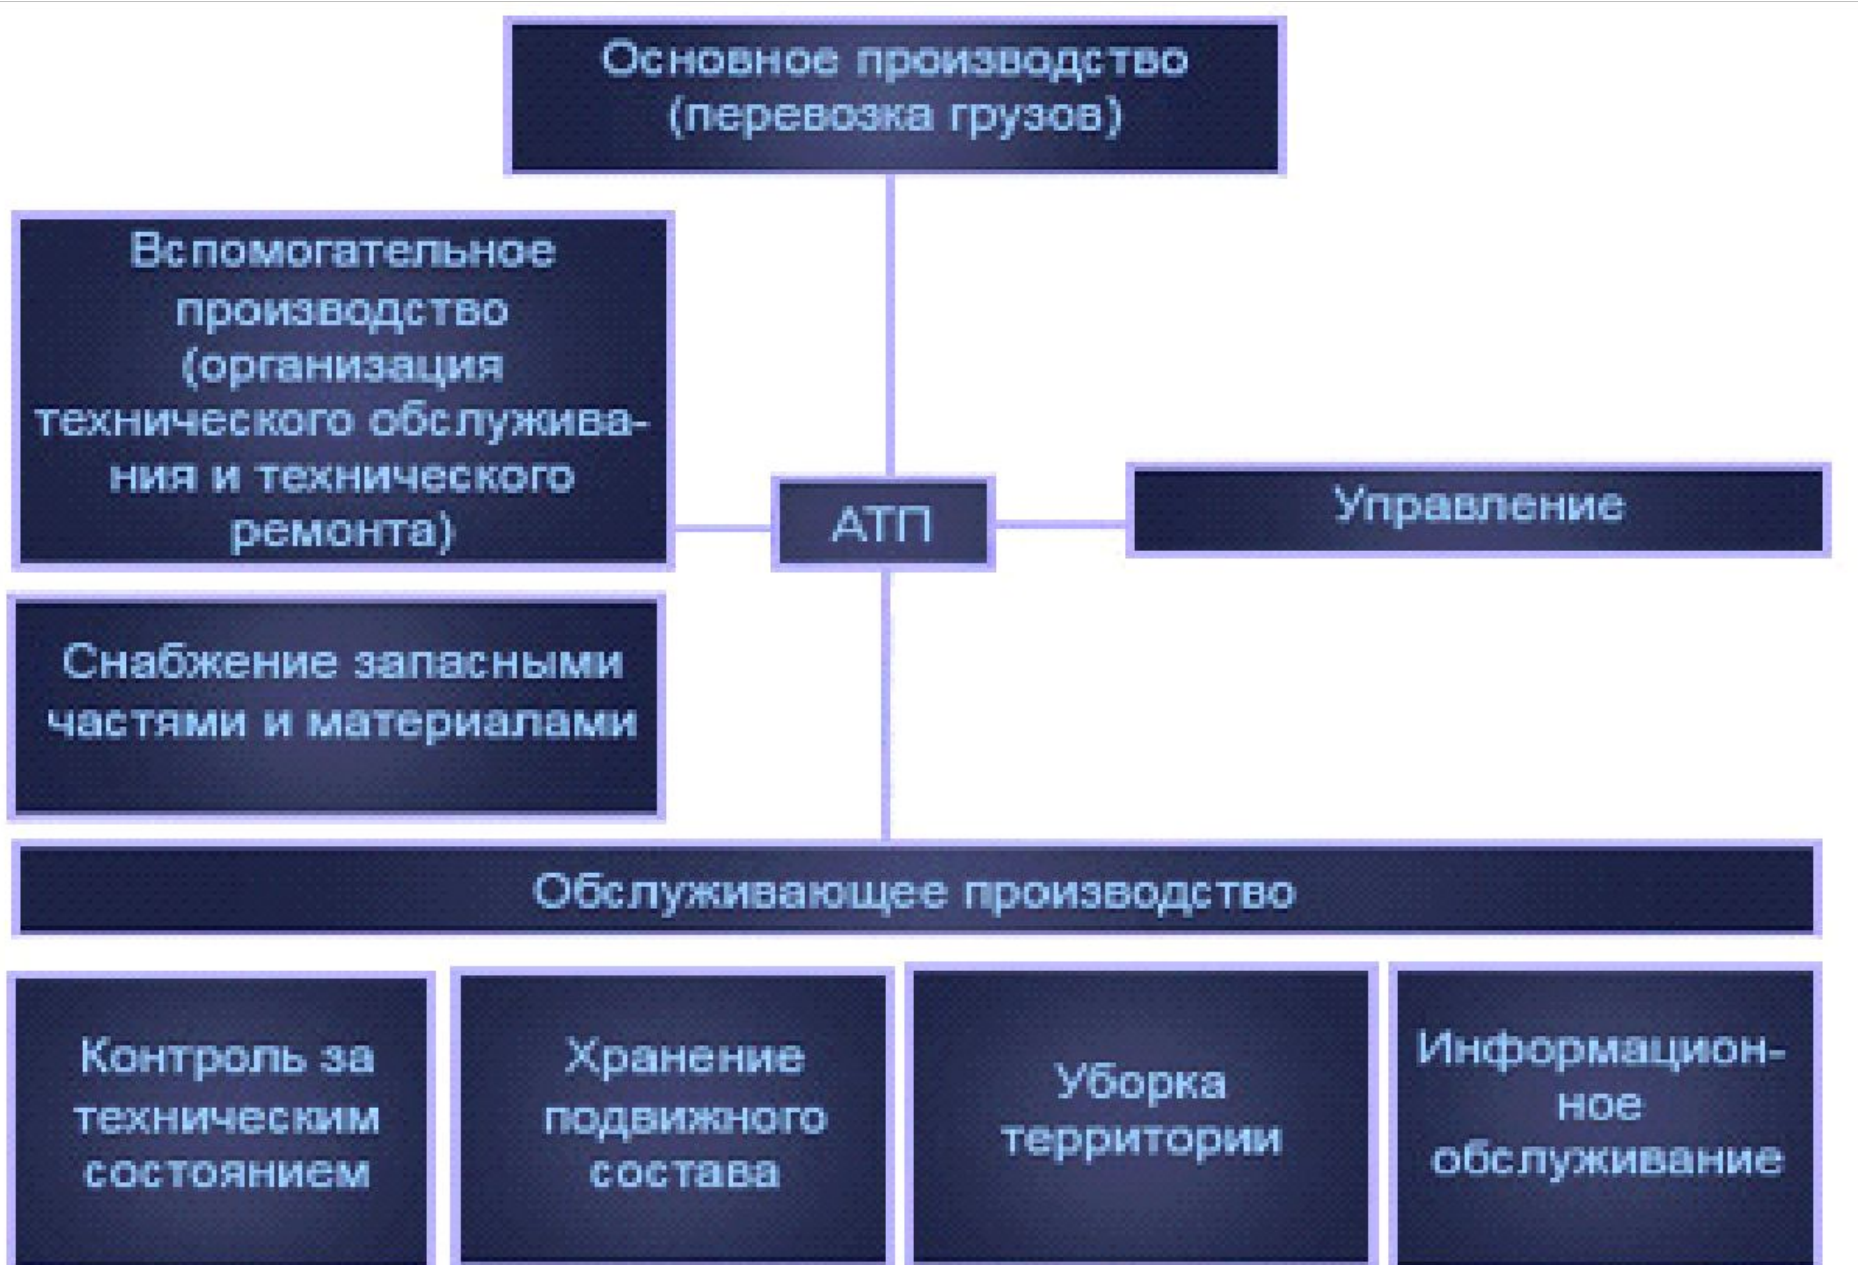 Основное производство
(перевозка грузов)
Вспомогательное
производство
(организация
технического обслужива-
ния и технического
ремонта)
АТП
Управление
Снабжение запасными
частями и материалами
Обслуживающее производство
Контроль за
техническим
состоянием
Хранение
подвижного
состава
Уборка
территории
Информацион-
ное
обслуживание